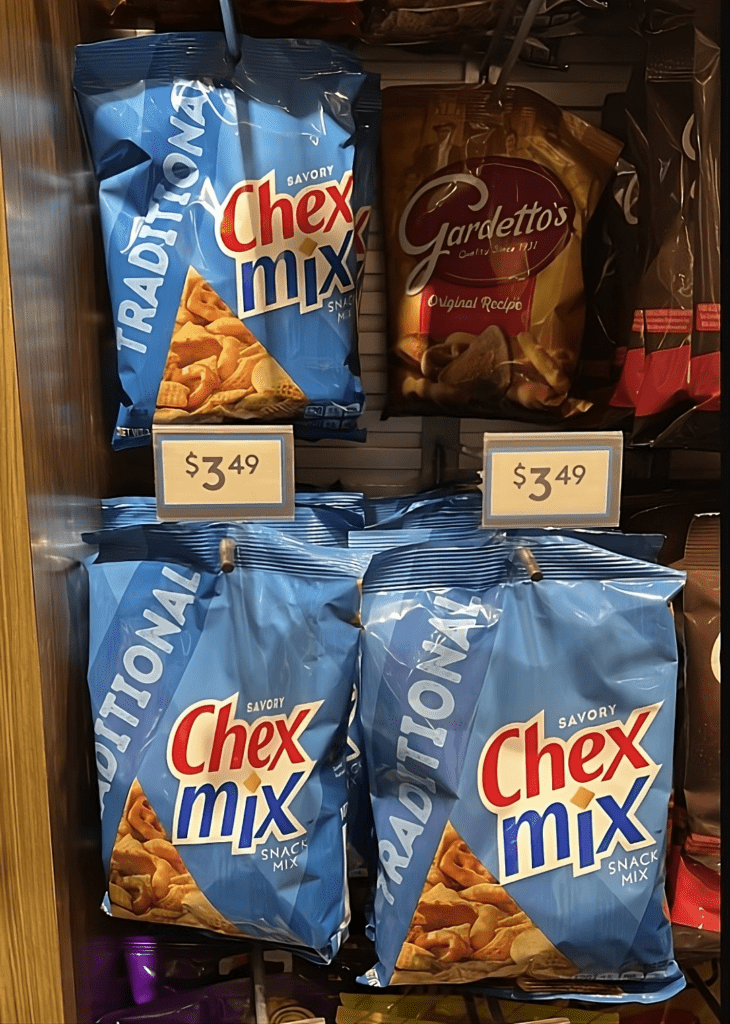 TRADITIONAL
SAVORY
Chex
mix
SNACK
MIX
Gardetto's
Quality Since 1931
Original Recipe
$3.49
$3.49
TRADITIONAL
SAVORY
Chex
mix
SNACK
MIX
TRADITIONAL
SAVORY
Chex
mix
SNACK
MIX